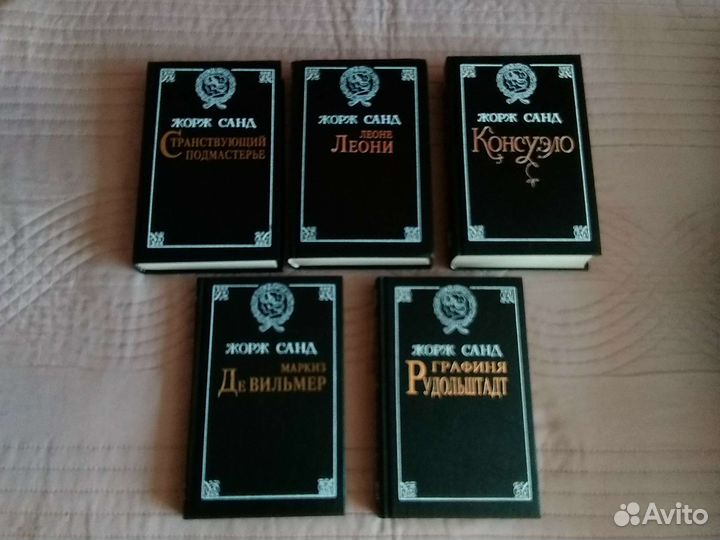 ЖОРЖ САНД
СТРАНСТВУЮЩИЙ
ПОДМАСТЕРЬЕ
ЖОРЖ САНД
ЛЕОНЕ
ЛЕОНИ
ЖОРЖ САНД
КОНСУЭЛО
ЖОРЖ САНД
МАРКИЗ
ДЕ ВИЛЬМЕР
ЖОРЖ САНД
ГРАФИНЯ
РУДОЛЬШТАДТ
Avito